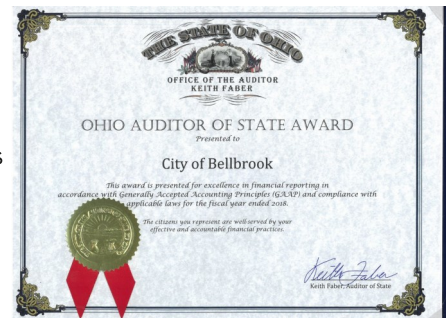 THE STATE OF OHIO
OFFICE OF THE AUDITOR
KEITH FABER
OHIO AUDITOR OF STATE AWARD
Presented to
City of Bellbrook
This award is presented for excellence in financial reporting in
accordance with Generally Accepted Accounting Principles (GAAP) and compliance with
applicable laws for the fiscal year ended 2018.
The citizens you represent are well-served by your
effective and accountable financial practices.
Keith Faber
Keith Faber, Auditor of State
s